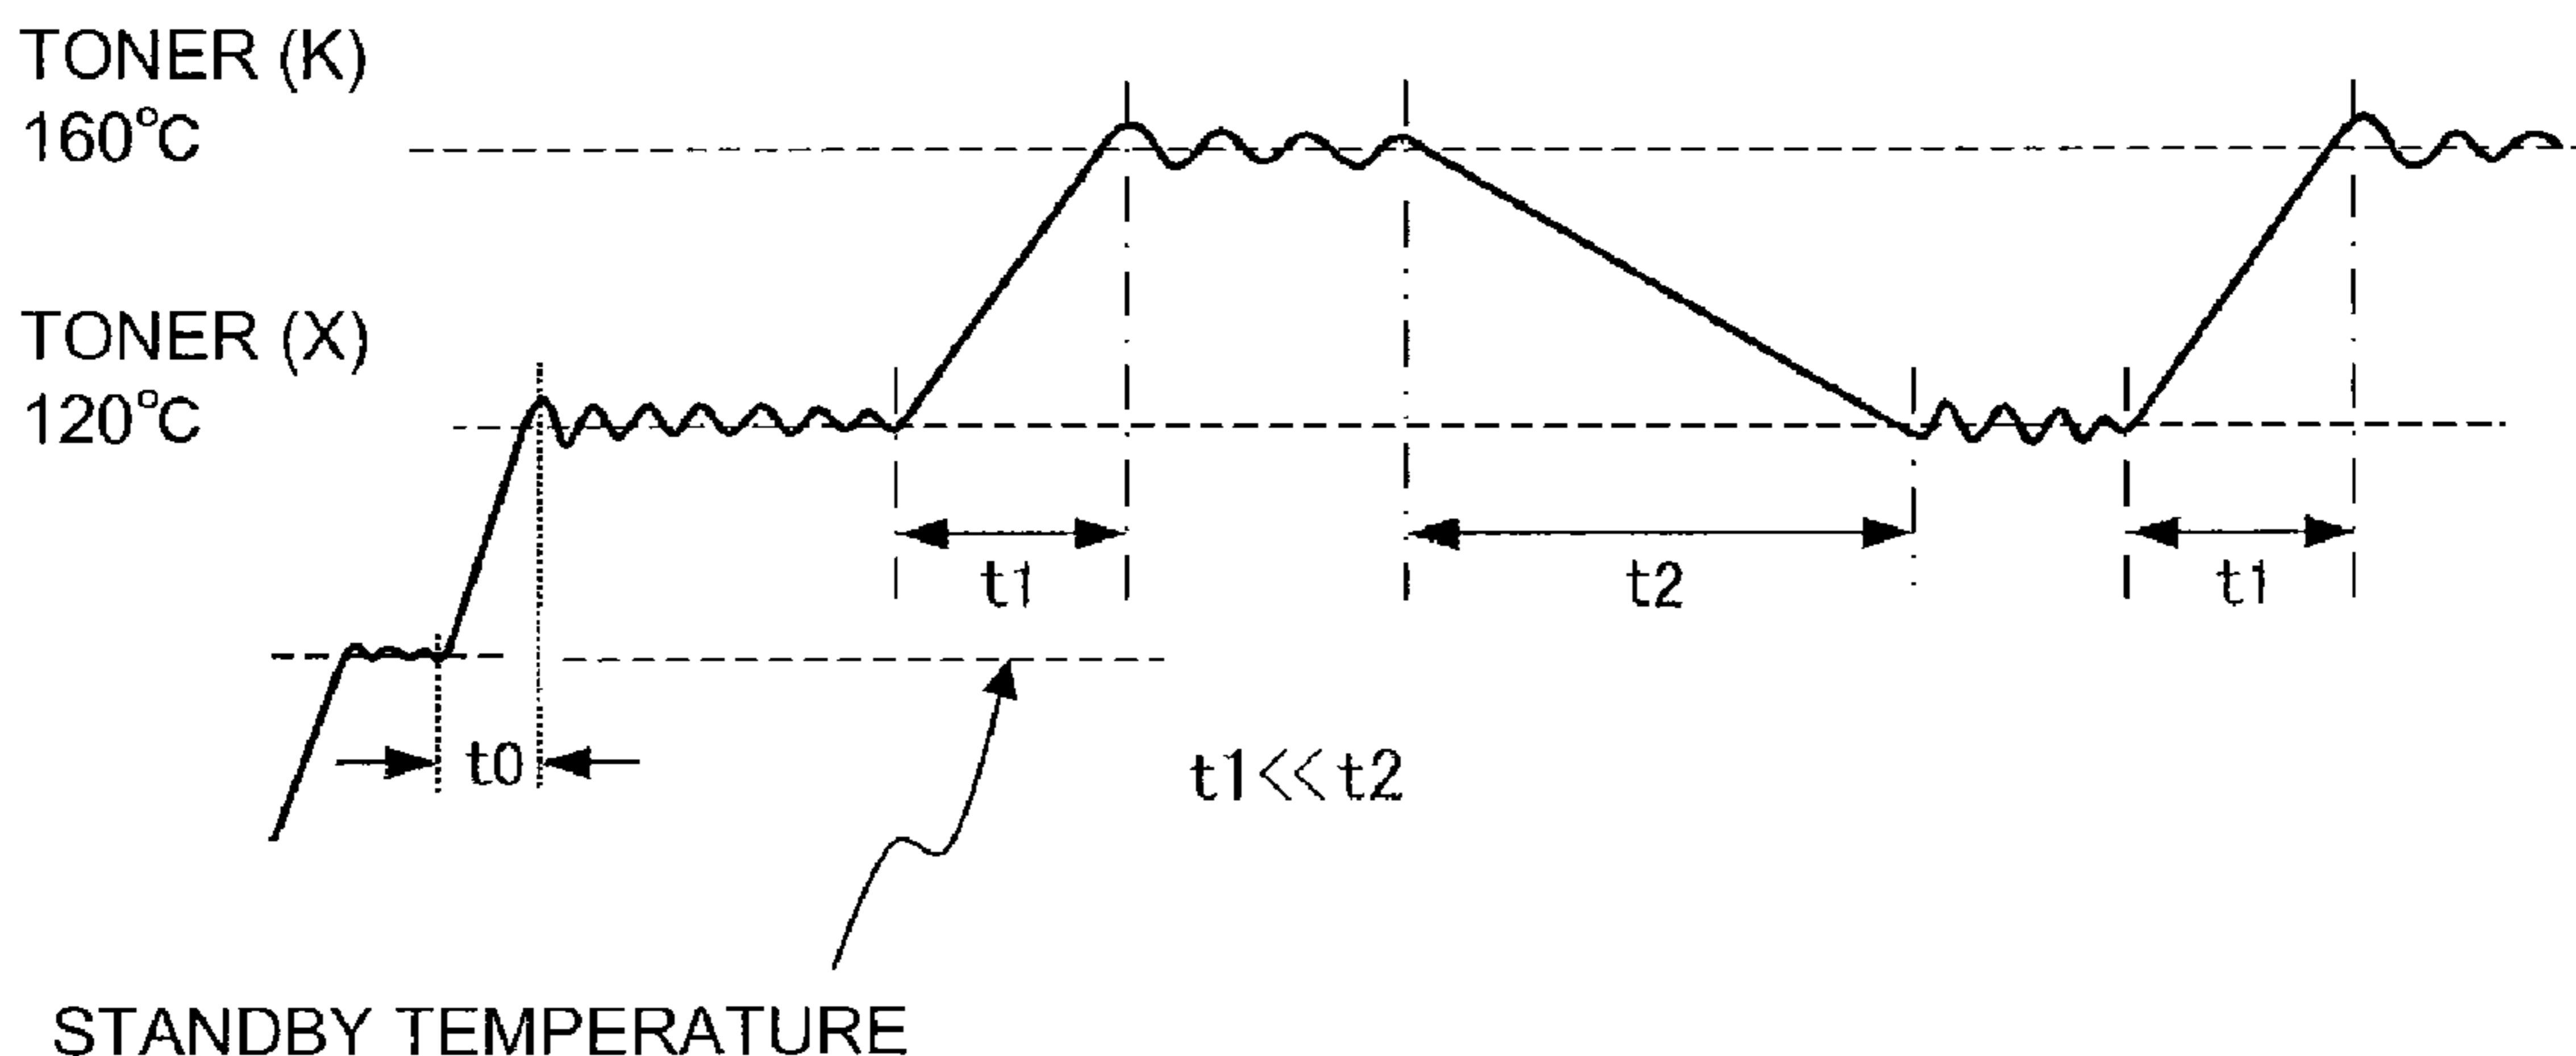 TONER (K)
160°C
TONER (X)
120°C
t1
t2
t1
t0
t1<<t2
STANDBY TEMPERATURE